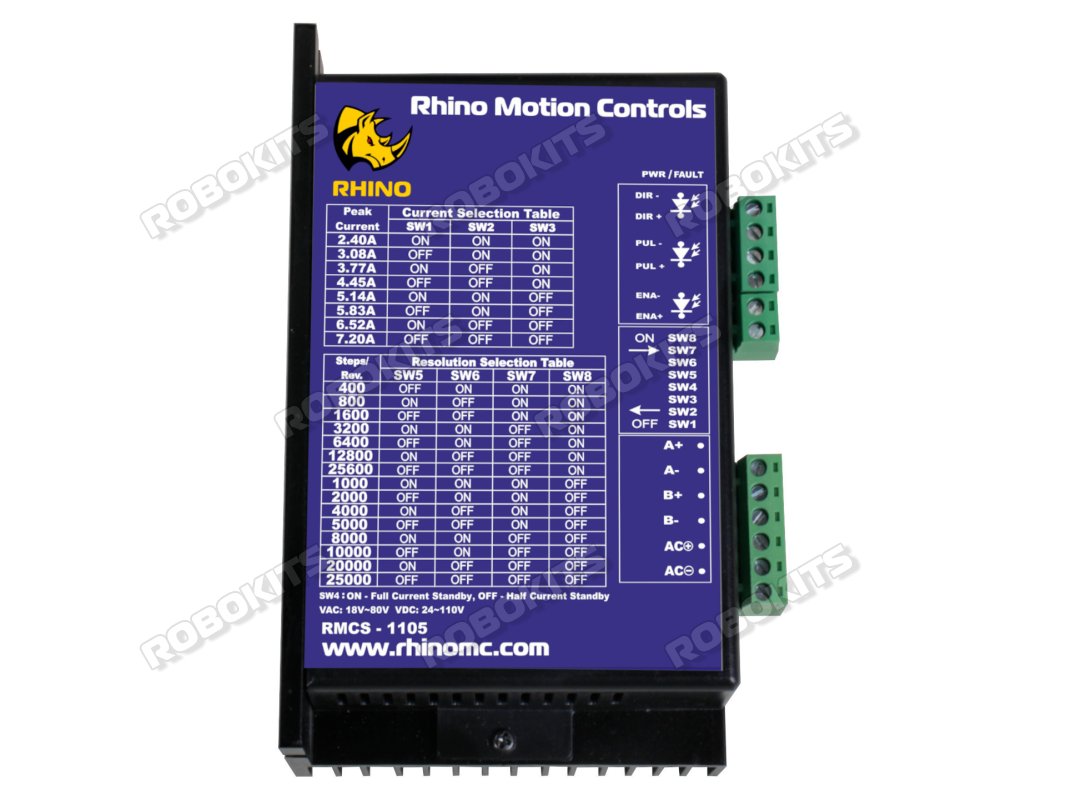 Rhino Motion Controls
RHINO
Peak Current
Current Selection Table
SW1 SW2 SW3
2.40A ON ON ON
3.08A OFF ON ON
3.77A ON OFF ON
4.45A OFF OFF ON
5.14A ON ON OFF
5.83A OFF ON OFF
6.52A ON OFF OFF
7.20A OFF OFF OFF
Steps/ Rev.
Resolution Selection Table
SW5 SW6 SW7 SW8
400 OFF ON ON ON
800 ON OFF ON ON
1600 OFF OFF ON ON
3200 ON ON OFF ON
6400 OFF ON OFF ON
12800 ON OFF OFF ON
25600 OFF OFF OFF ON
1000 ON ON ON OFF
2000 OFF ON ON OFF
4000 ON OFF ON OFF
5000 OFF OFF ON OFF
8000 ON ON OFF OFF
10000 OFF ON OFF OFF
20000 ON OFF OFF OFF
25000 OFF OFF OFF OFF
SW4 : ON - Full Current Standby, OFF - Half Current Standby
VAC: 18V~80V VDC: 24~110V
RMCS - 1105
www.rhinomc.com
PWR / FAULT
DIR -
DIR +
PUL -
PUL +
ENA-
ENA+
ON SW8
→ SW7
SW6
SW5
SW4
SW3
← SW2
OFF SW1
A+
A-
B+
B-
AC⊕
AC⊖
ROBOKITS
ROBOKITS
ROBOKITS
ROBOKITS
ROBOKITS
ROBOKITS
ROBOKITS
ROBOKITS